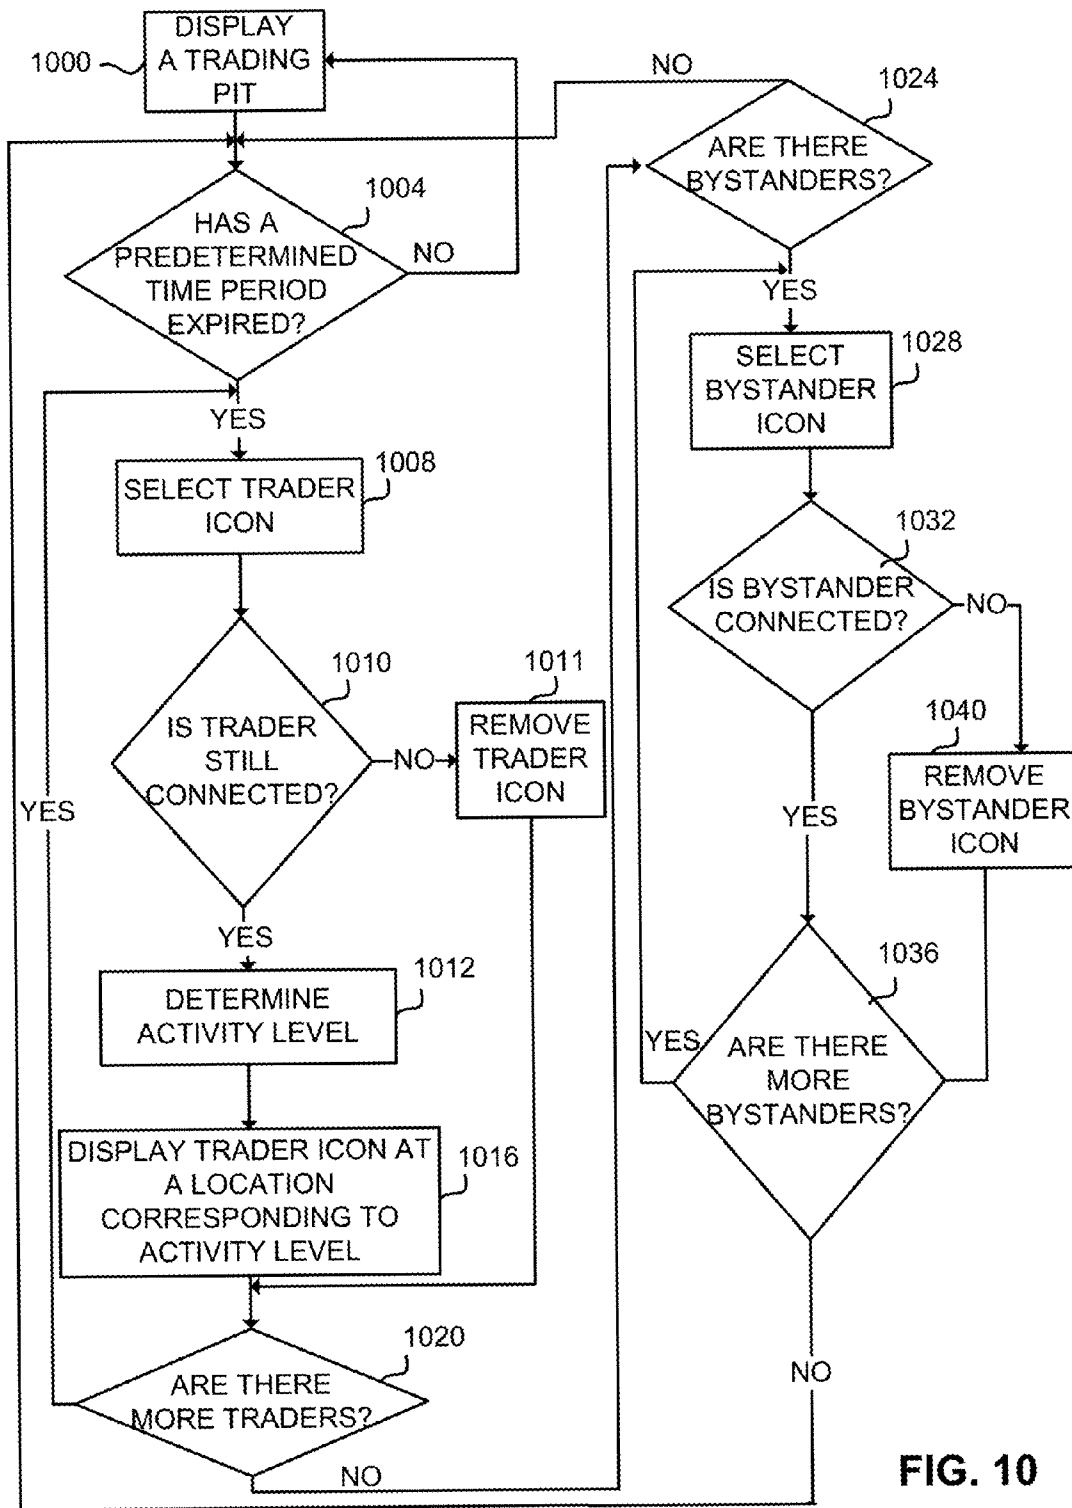 DISPLAY
A TRADING
PIT
1000
NO
1024
ARE THERE
BYSTANDERS?
1004
HAS A
PREDETERMINED
TIME PERIOD
EXPIRED?
NO
YES
YES
1008
SELECT TRADER
ICON
1028
SELECT
BYSTANDER
ICON
1032
IS BYSTANDER
CONNECTED?
NO
1010
IS TRADER
STILL
CONNECTED?
NO
1011
REMOVE
TRADER
ICON
1040
REMOVE
BYSTANDER
ICON
YES
YES
YES
1012
DETERMINE
ACTIVITY LEVEL
1036
ARE THERE
MORE
BYSTANDERS?
YES
DISPLAY TRADER ICON AT
A LOCATION
CORRESPONDING TO
ACTIVITY LEVEL
1016
1020
ARE THERE
MORE TRADERS?
NO
NO
FIG. 10